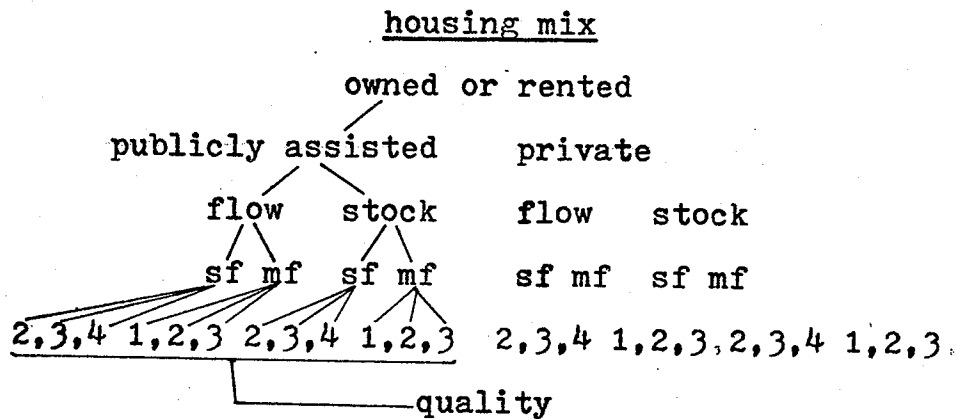 housing mix
owned or rented
publicly assisted private
flow stock flow stock
sf mf sf mf sf mf sf mf
2,3,4 1,2,3 2,3,4 1,2,3 2,3,4 1,2,3,2,3,4 1,2,3.
quality